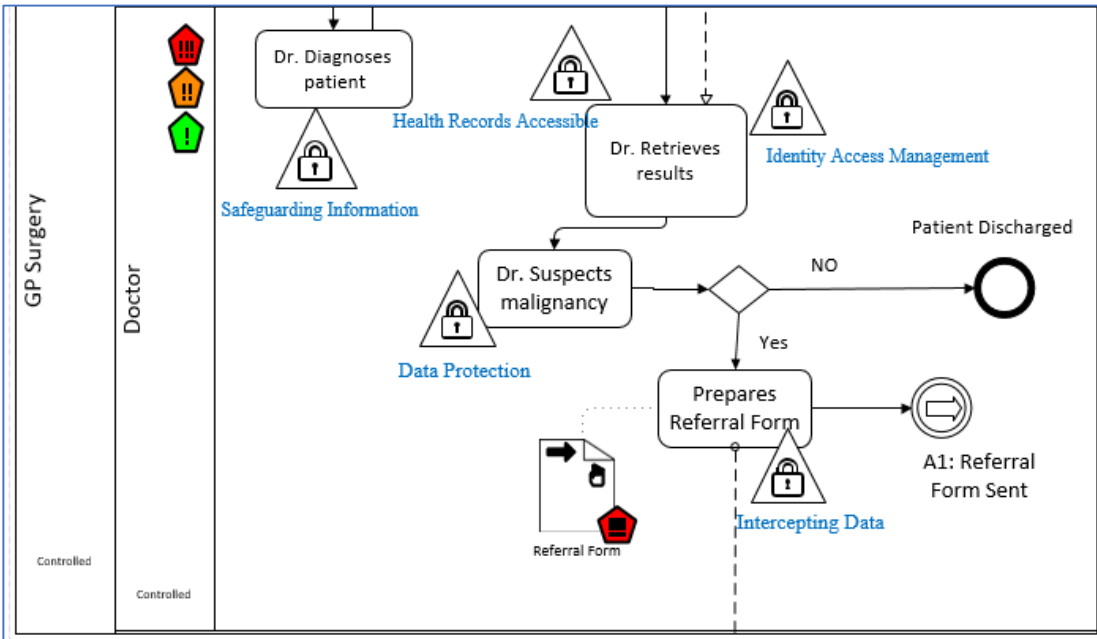 !!!
!!
!
GP Surgery
Controlled
Doctor
Controlled
Dr. Diagnoses
patient
Safeguarding Information
Health Records Accessible
Dr. Retrieves
results
Identity Access Management
Dr. Suspects
malignancy
Data Protection
NO
Patient Discharged
Yes
Prepares
Referral Form
Intercepting Data
Referral Form
A1: Referral
Form Sent